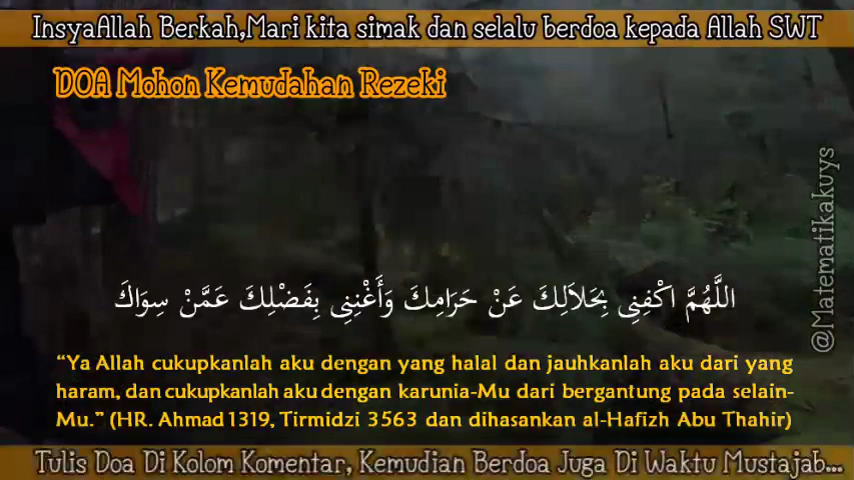 InsyaAllah Berkah,Mari kita simak dan selalu berdoa kepada Allah SWT
DOA Mohon Kemudahan Rezeki
@Matematikakuys
اللَّهُمَّ اكْفِنِى بِحَلاَلِكَ عَنْ حَرَامِكَ وَأَغْنِنِى بِفَضْلِكَ عَمَّنْ سِوَاكَ
“Ya Allah cukupkanlah aku dengan yang halal dan jauhkanlah aku dari yang
haram, dan cukupkanlah aku dengan karunia-Mu dari bergantung pada selain-
Mu.” (HR. Ahmad 1319, Tirmidzi 3563 dan dihasankan al-Hafizh Abu Thahir)
Tulis Doa Di Kolom Komentar, Kemudian Berdoa Juga Di Waktu Mustajab...